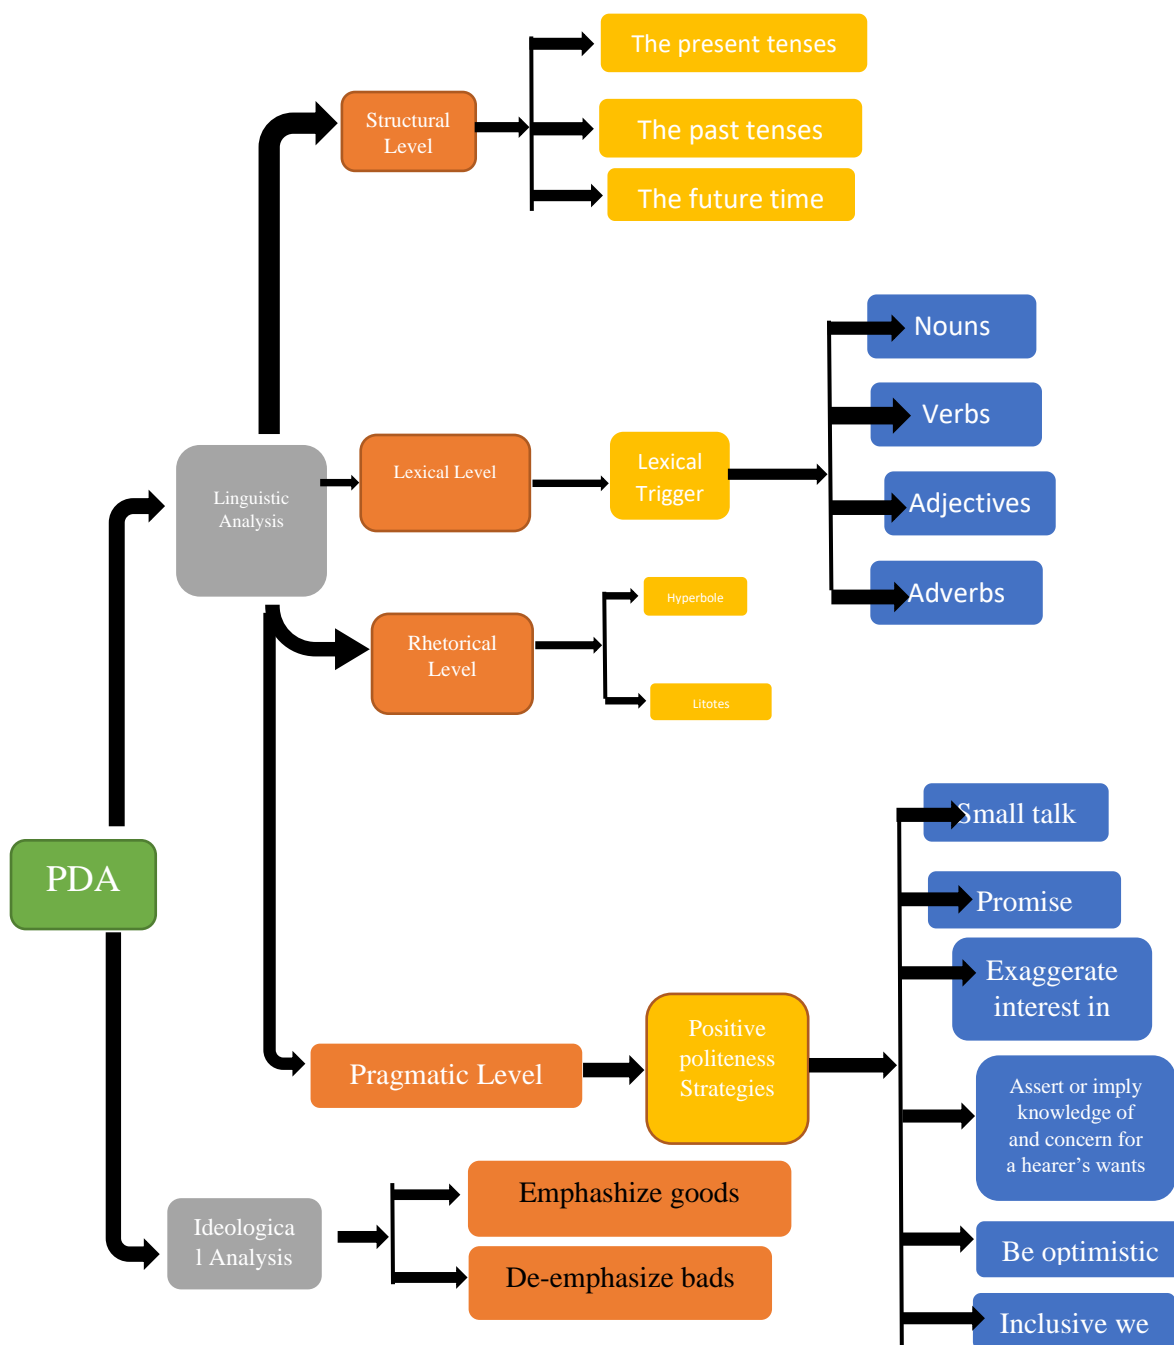 The present tenses
Structural
Level
The past tenses
The future time
Nouns
Verbs
Lexical Level
Lexical
Trigger
Linguistic
Analysis
Adjectives
Adverbs
Hyperbole
Rhetorical
Level
Litotes
Small talk
PDA
Promise
Exaggerate
interest in
Positive
politeness
Strategies
Pragmatic Level
Assert or imply
knowledge of
and concern for
a hearer's wants
Emphashize goods
Ideologica
l Analysis
De-emphasize bads
Be optimistic
Inclusive we